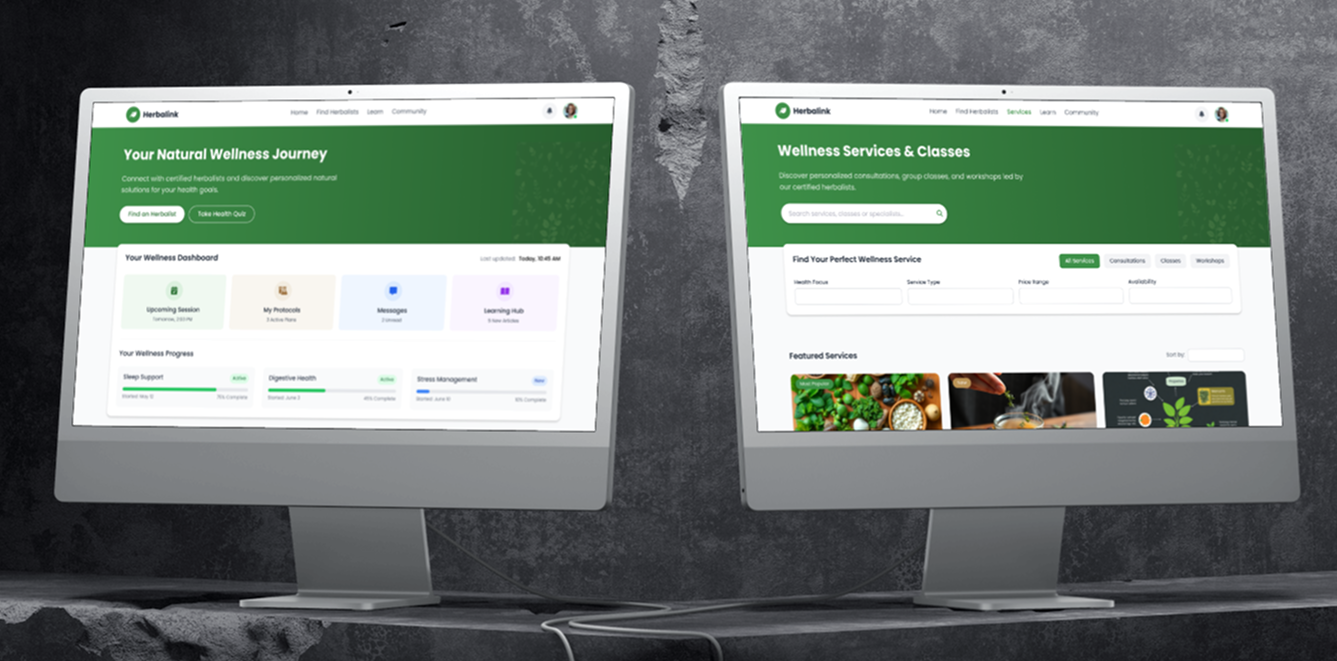 Herbalink
Home Find Herbalists Learn Community
Your Natural Wellness Journey
Connect with certified herbalists and discover personalized natural
solutions for your health goals.
Find an Herbalist Take Health Quiz
Your Wellness Dashboard
Last updated: Today, 10:45 AM
Upcoming Session
Tomorrow, 2:00 PM
My Protocols
3 Active Plans
Messages
2 Unread
Learning Hub
5 New Articles
Your Wellness Progress
Sleep Support Active
Started May 12 75% Complete
Digestive Health Active
Started June 3 45% Complete
Stress Management New
Started June 10 10% Complete
Herbalink
Home Find Herbalists Services Learn Community
Wellness Services & Classes
Discover personalized consultations, group classes, and workshops led by
our certified herbalists.
Search services, classes or specialists...
Find Your Perfect Wellness Service
All Services Consultations Classes Workshops
Health Focus Service Type Price Range Availability
Featured Services
Sort by:
Most Popular
New